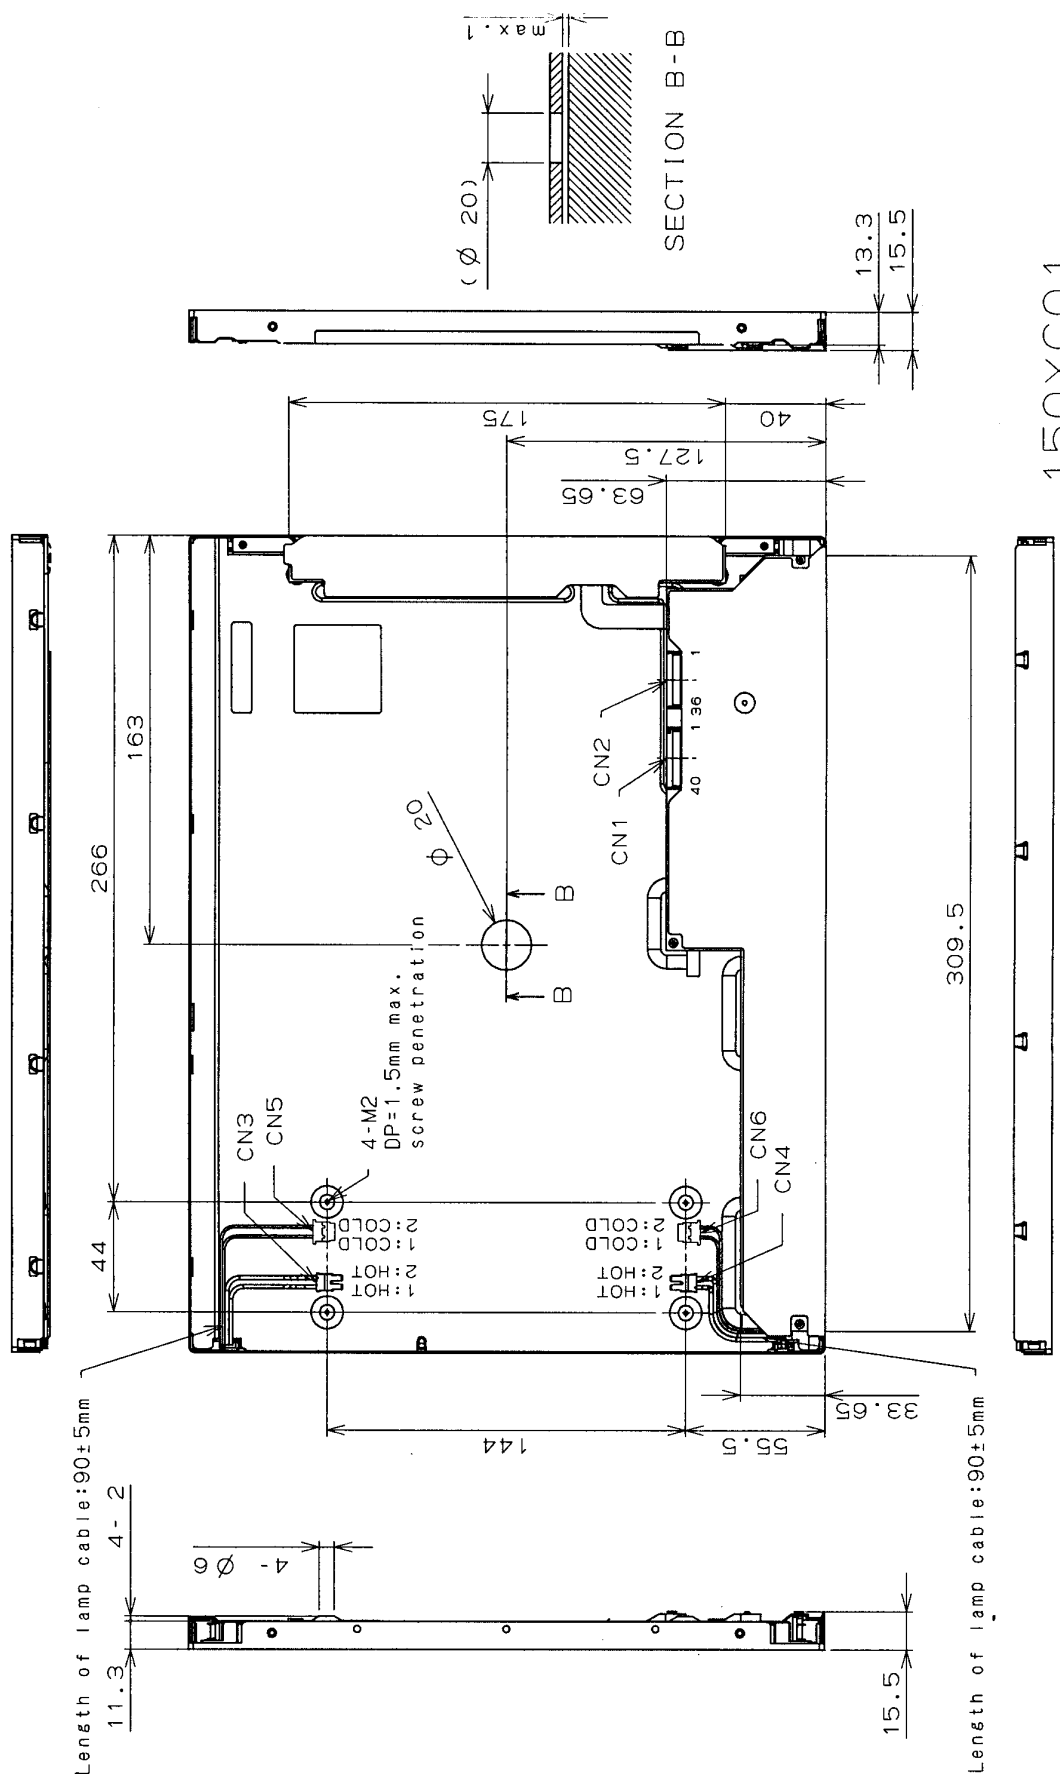 max.1
(Ø 20)
SECTION B-B
13.3
15.5
175
40
127.5
63.65
163
266
44
CN2
CN1
40
1
36
1
Φ 20
B
B
309.5
4-M2
DP=1.5mm max.
screw penetration
CN3
CN5
CN6
CN4
1:HOT
2:HOT
1:COLD
2:COLD
1:HOT
2:HOT
1:COLD
2:COLD
33.65
144
55.5
Length of lamp cable:90±5mm
4- 2
11.3
4- Ø6
15.5
Length of lamp cable:90±5mm